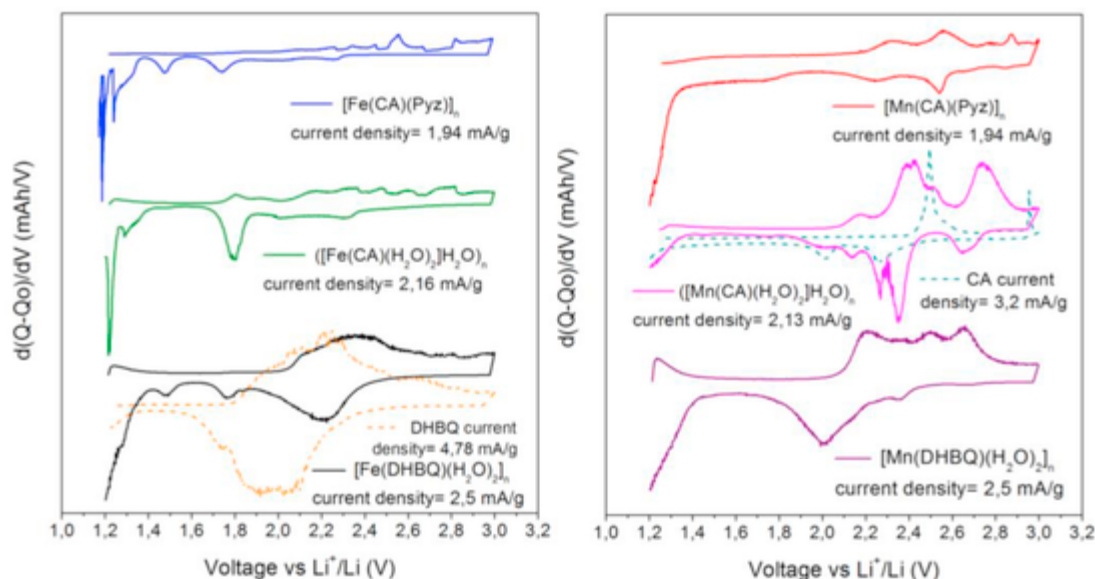 d(Q-Qo)/dV (mAh/V)
[Fe(CA)(Pyz)]n
current density= 1,94 mA/g
([Fe(CA)(H2O)2]H2O)n
current density= 2,16 mA/g
DHBQ current
density= 4,78 mA/g
[Fe(DHBQ)(H2O)2]n
current density= 2,5 mA/g
1,0 1,2 1,4 1,6 1,8 2,0 2,2 2,4 2,6 2,8 3,0 3,2
Voltage vs Li+/Li (V)
d(Q-Qo)/dV (mAh/V)
[Mn(CA)(Pyz)]n
current density= 1,94 mA/g
CA current
density= 3,2 mA/g
([Mn(CA)(H2O)2]H2O)n
current density= 2,13 mA/g
[Mn(DHBQ)(H2O)2]n
current density= 2,5 mA/g
1,0 1,2 1,4 1,6 1,8 2,0 2,2 2,4 2,6 2,8 3,0 3,2
Voltage vs Li+/Li (V)